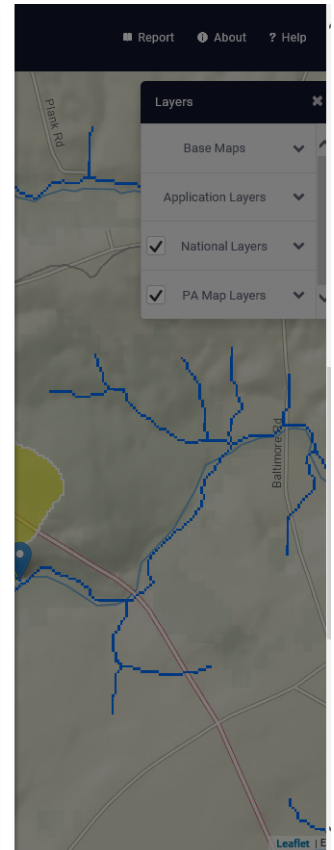 Report About ? Help
Plank Rd
Layers ×
Base Maps
Application Layers
National Layers
PA Map Layers
Baltimore Rd
Leaflet | E